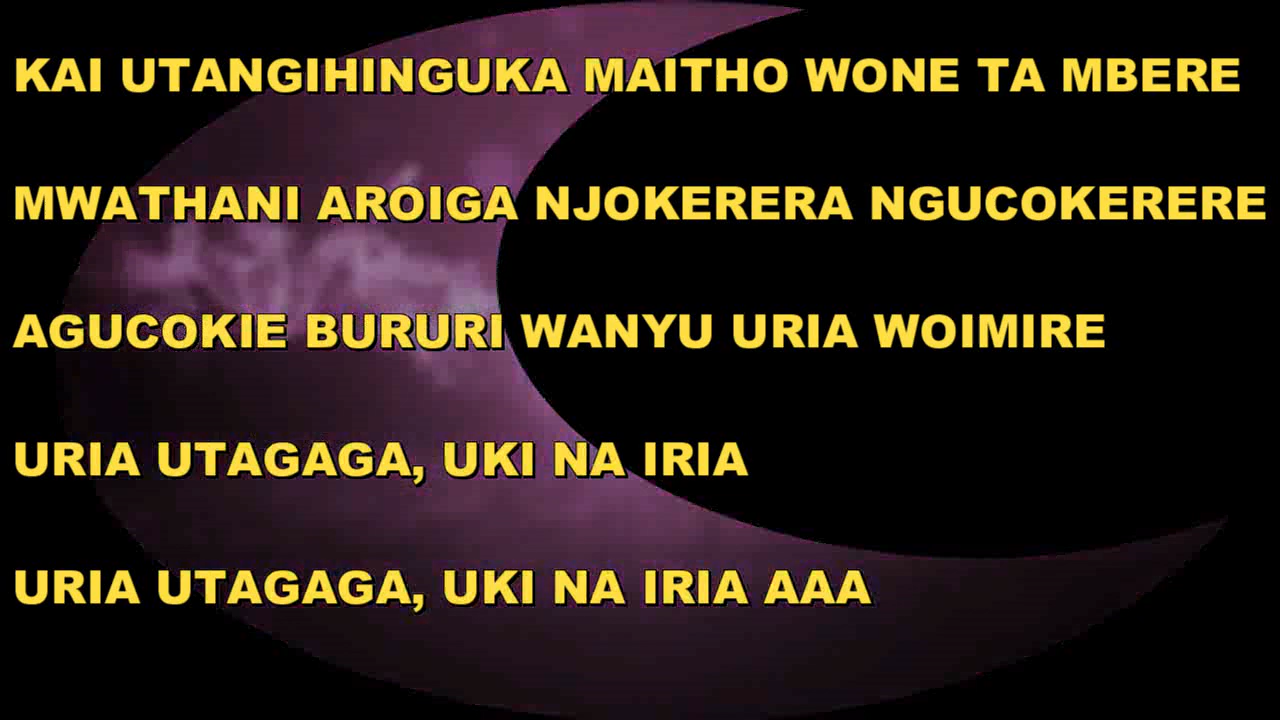 KAI UTANGIHINGUKA MAITHO WONE TA MBERE
MWATHANI AROIGA NJOKERERA NGUCOKERERE
AGUCOKIE BURURI WANYU URIA WOIMIRE
URIA UTAGAGA, UKI NA IRIA
URIA UTAGAGA, UKI NA IRIA AAA